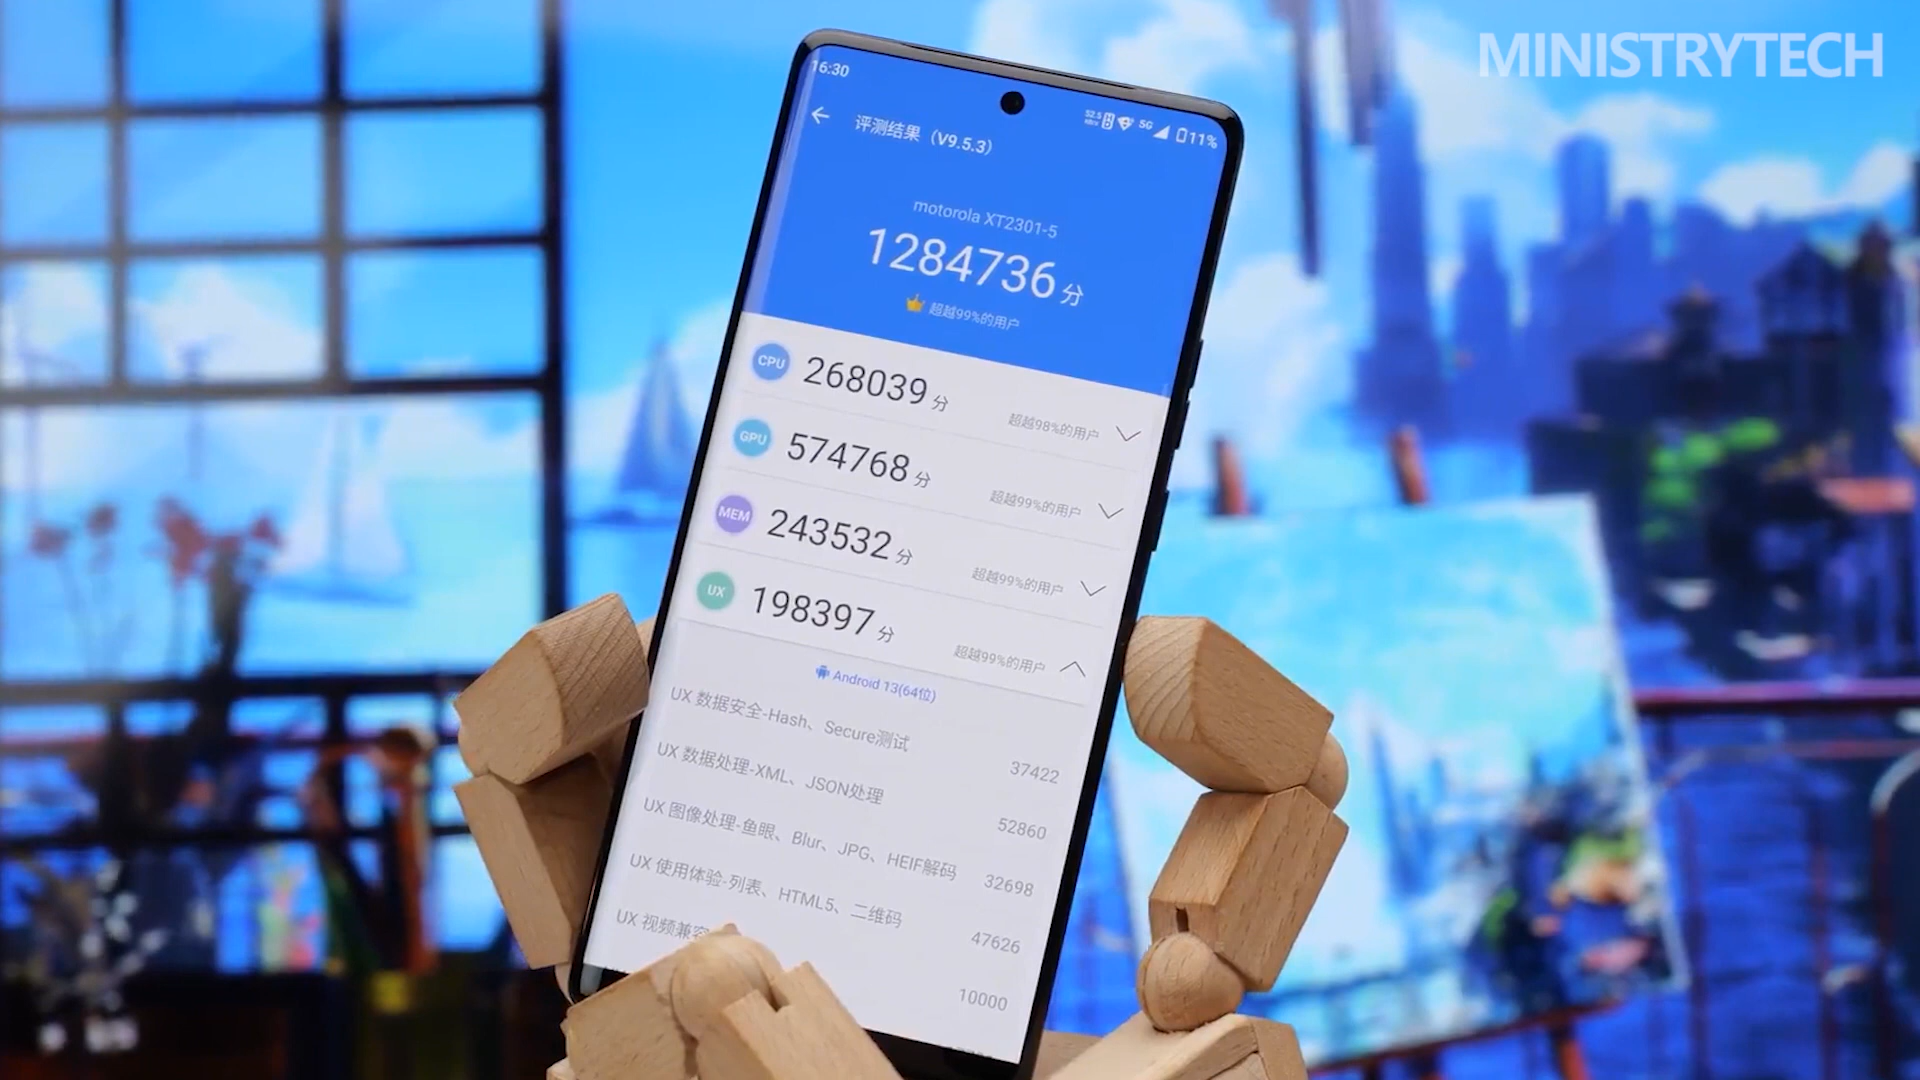 MINISTRYTECH
16:30
52.5
5G
11%
评测结果（V9.5.3）
motorola XT2301-5
1284736分
超越99%的用户
CPU 268039分 超越98%的用户
GPU 574768分 超越99%的用户
MEM 243532分 超越99%的用户
UX 198397分 超越99%的用户
Android 13(64位)
UX 数据安全-Hash、Secure测试 37422
UX 数据处理-XML、JSON处理 52860
UX 图像处理-鱼眼、Blur、JPG、HEIF解码 32698
UX 使用体验-列表、HTML5、二维码 47626
UX 视频兼容 10000